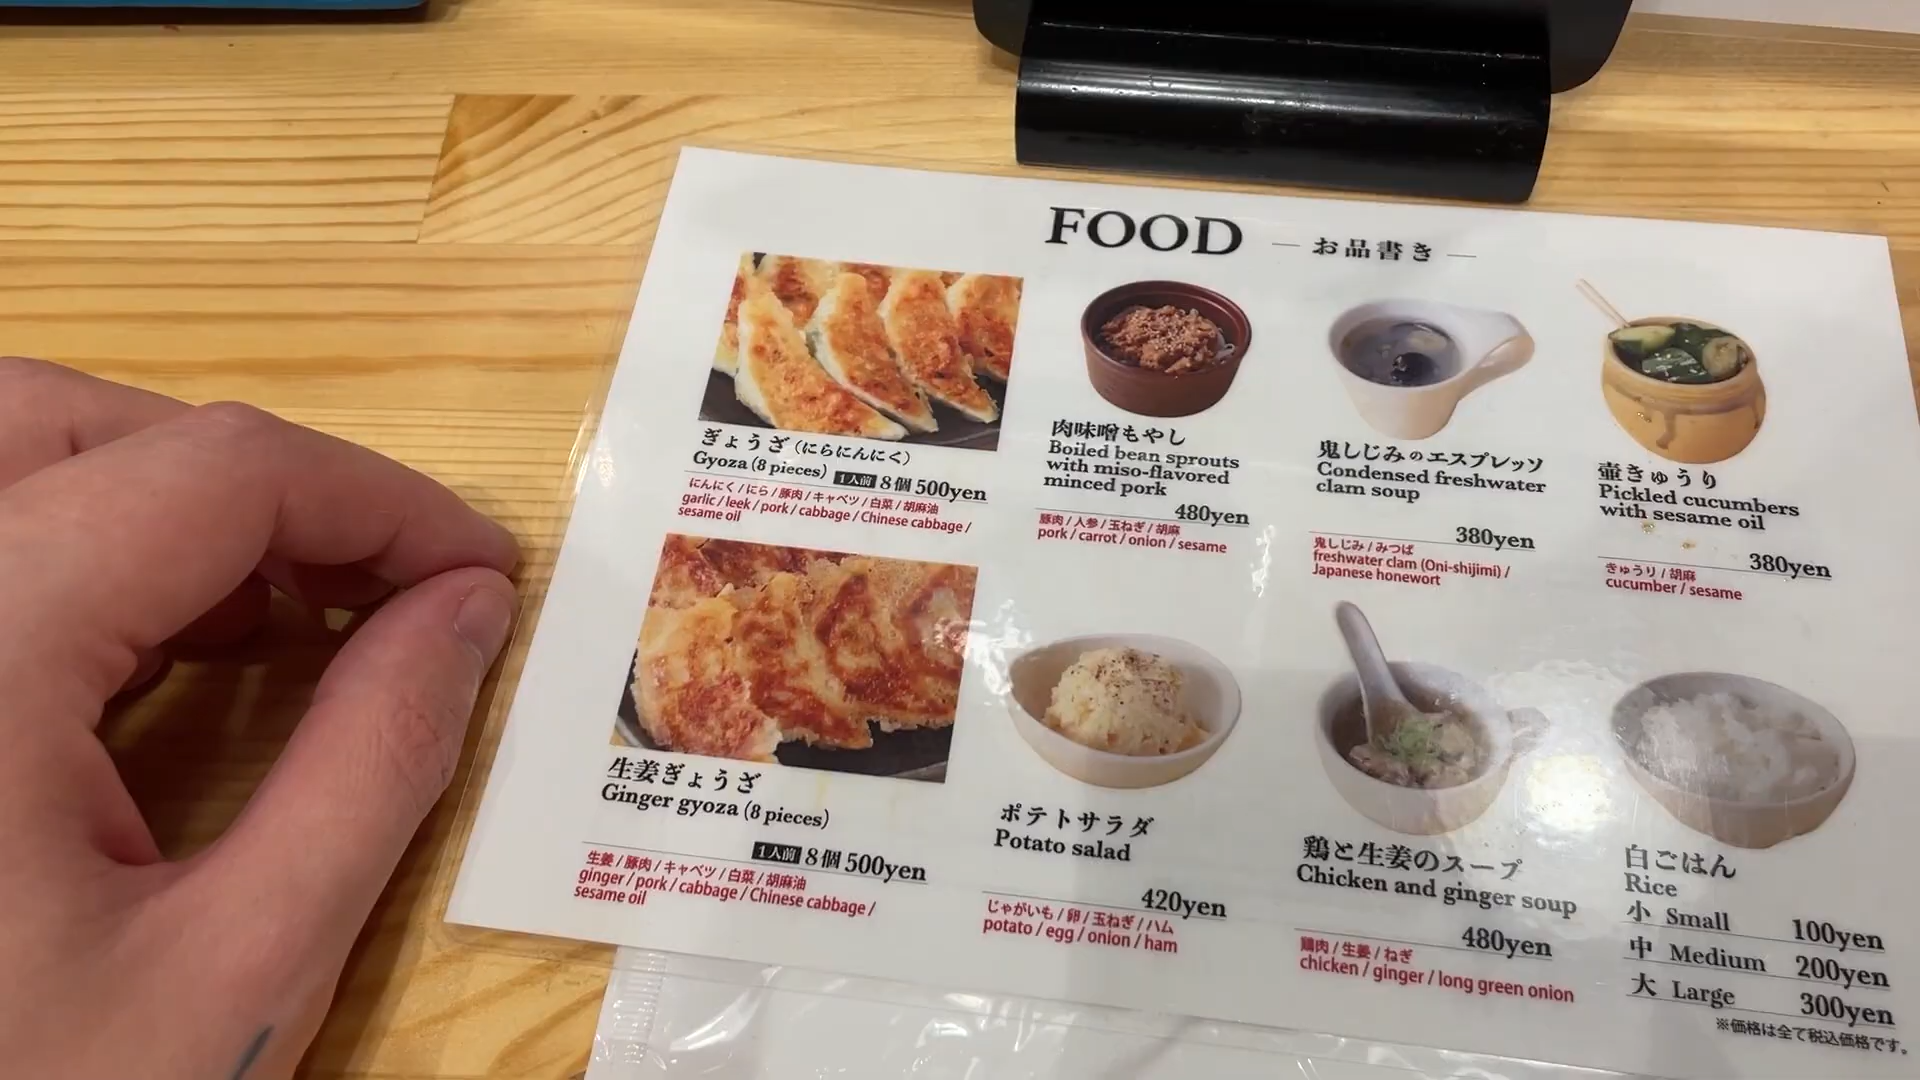 FOOD — お品書き —
ぎょうざ(にらにんにく)
Gyoza (8 pieces) 1人前 8個 500yen
にんにく / にら / 豚肉 / キャベツ / 白菜 / 胡麻油
garlic / leek / pork / cabbage / Chinese cabbage /
sesame oil
肉味噌もやし
Boiled bean sprouts
with miso-flavored
minced pork
480yen
豚肉 / 人参 / 玉ねぎ / 胡麻
pork / carrot / onion / sesame
鬼しじみのエスプレッソ
Condensed freshwater
clam soup
380yen
鬼しじみ / みつば
freshwater clam (Oni-shijimi) /
Japanese honewort
壷きゅうり
Pickled cucumbers
with sesame oil
380yen
きゅうり / 胡麻
cucumber / sesame
生姜ぎょうざ
Ginger gyoza (8 pieces)
1人前 8個 500yen
生姜 / 豚肉 / キャベツ / 白菜 / 胡麻油
ginger / pork / cabbage / Chinese cabbage /
sesame oil
ポテトサラダ
Potato salad
420yen
じゃがいも / 卵 / 玉ねぎ / ハム
potato / egg / onion / ham
鶏と生姜のスープ
Chicken and ginger soup
480yen
鶏肉 / 生姜 / ねぎ
chicken / ginger / long green onion
白ごはん
Rice
小 Small 100yen
中 Medium 200yen
大 Large 300yen
※価格は全て税込価格です。